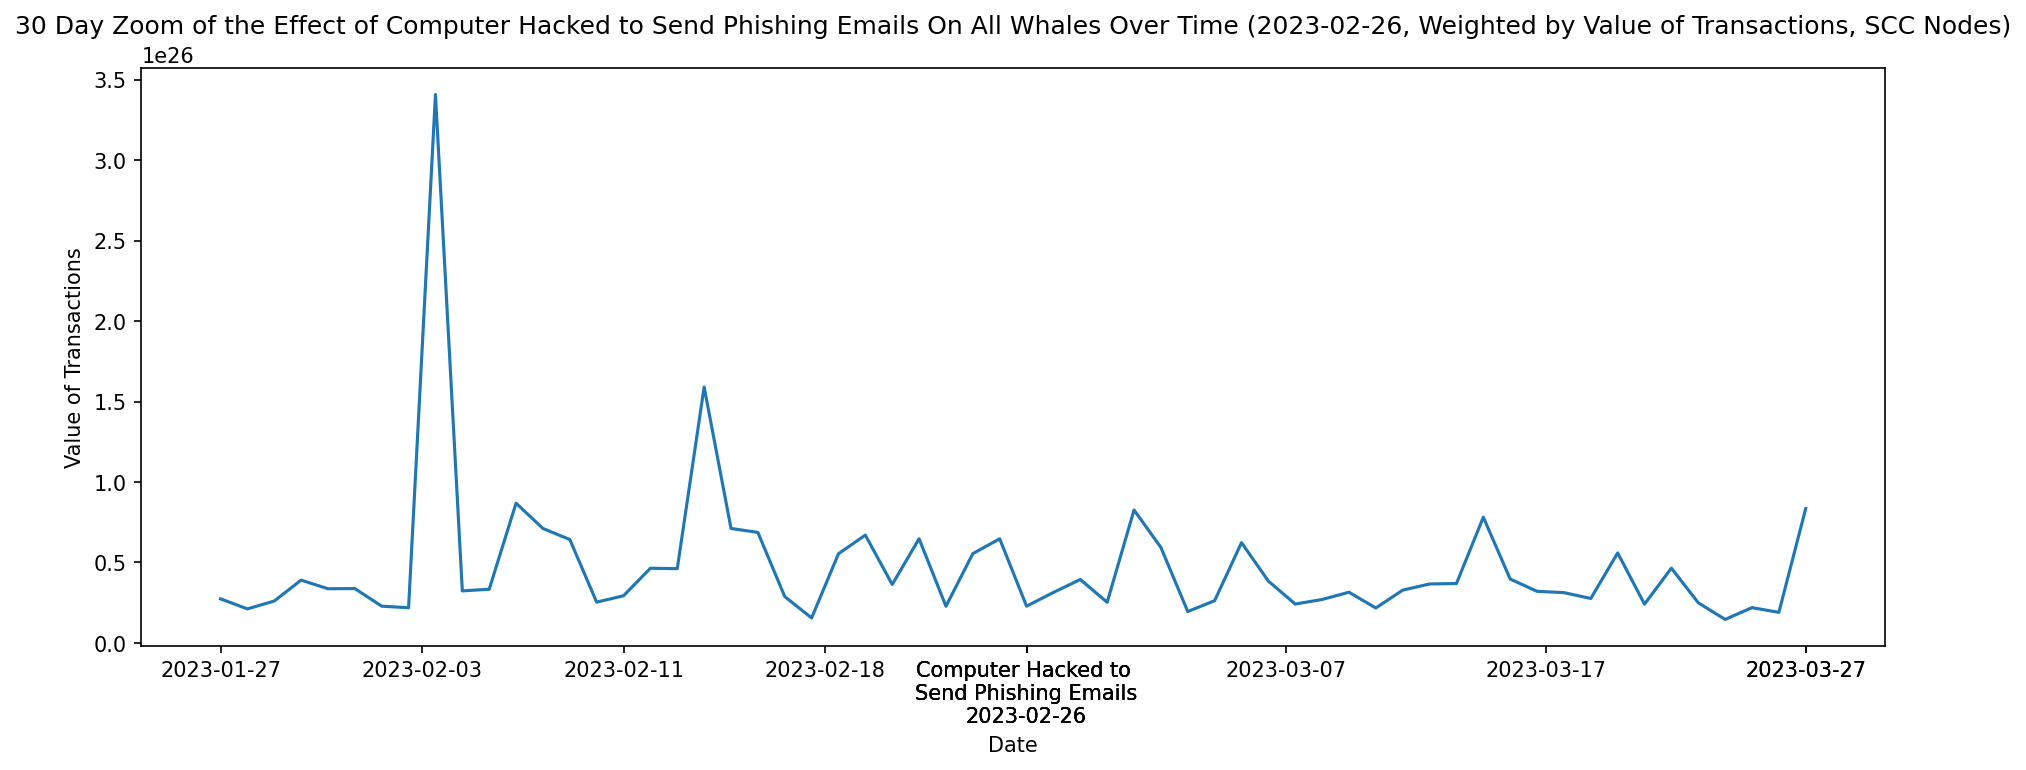 30 Day Zoom of the Effect of Computer Hacked to Send Phishing Emails On All Whales Over Time (2023-02-26, Weighted by Value of Transactions, SCC Nodes)
1e26
3.5
3.0
2.5
2.0
1.5
1.0
0.5
0.0
Value of Transactions
2023-01-27
2023-02-03
2023-02-11
2023-02-18
Computer Hacked to
Send Phishing Emails
2023-02-26
2023-03-07
2023-03-17
2023-03-27
Date